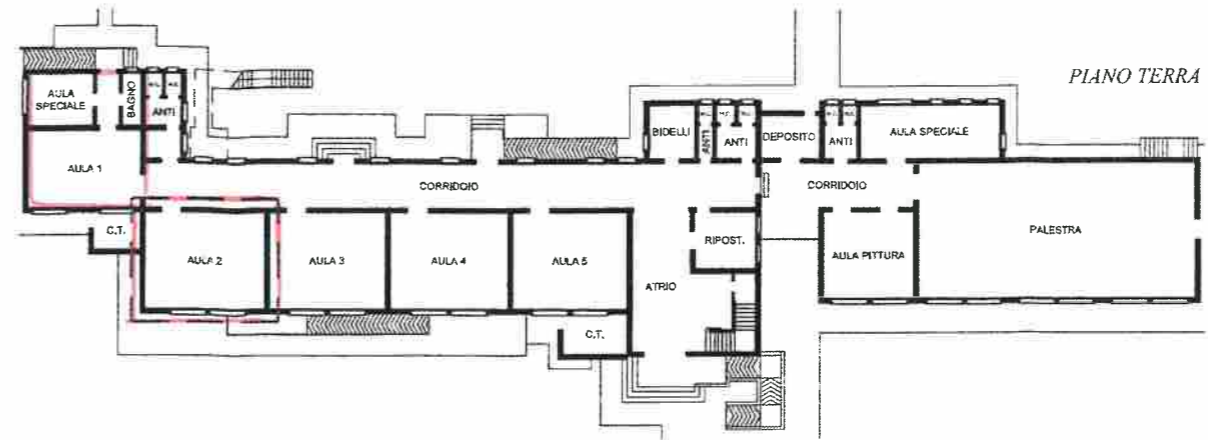 PIANO TERRA
AULA
SPECIALE
BAGNO
W.C.
W.C.
ANTI
AULA 1
C.T.
AULA 2
AULA 3
AULA 4
AULA 5
CORRIDOIO
BIDELLI
W.C.
ANTI
W.C.
W.C.
ANTI
DEPOSITO
W.C.
W.C.
ANTI
AULA SPECIALE
CORRIDOIO
RIPOST.
ATRIO
C.T.
AULA PITTURA
PALESTRA